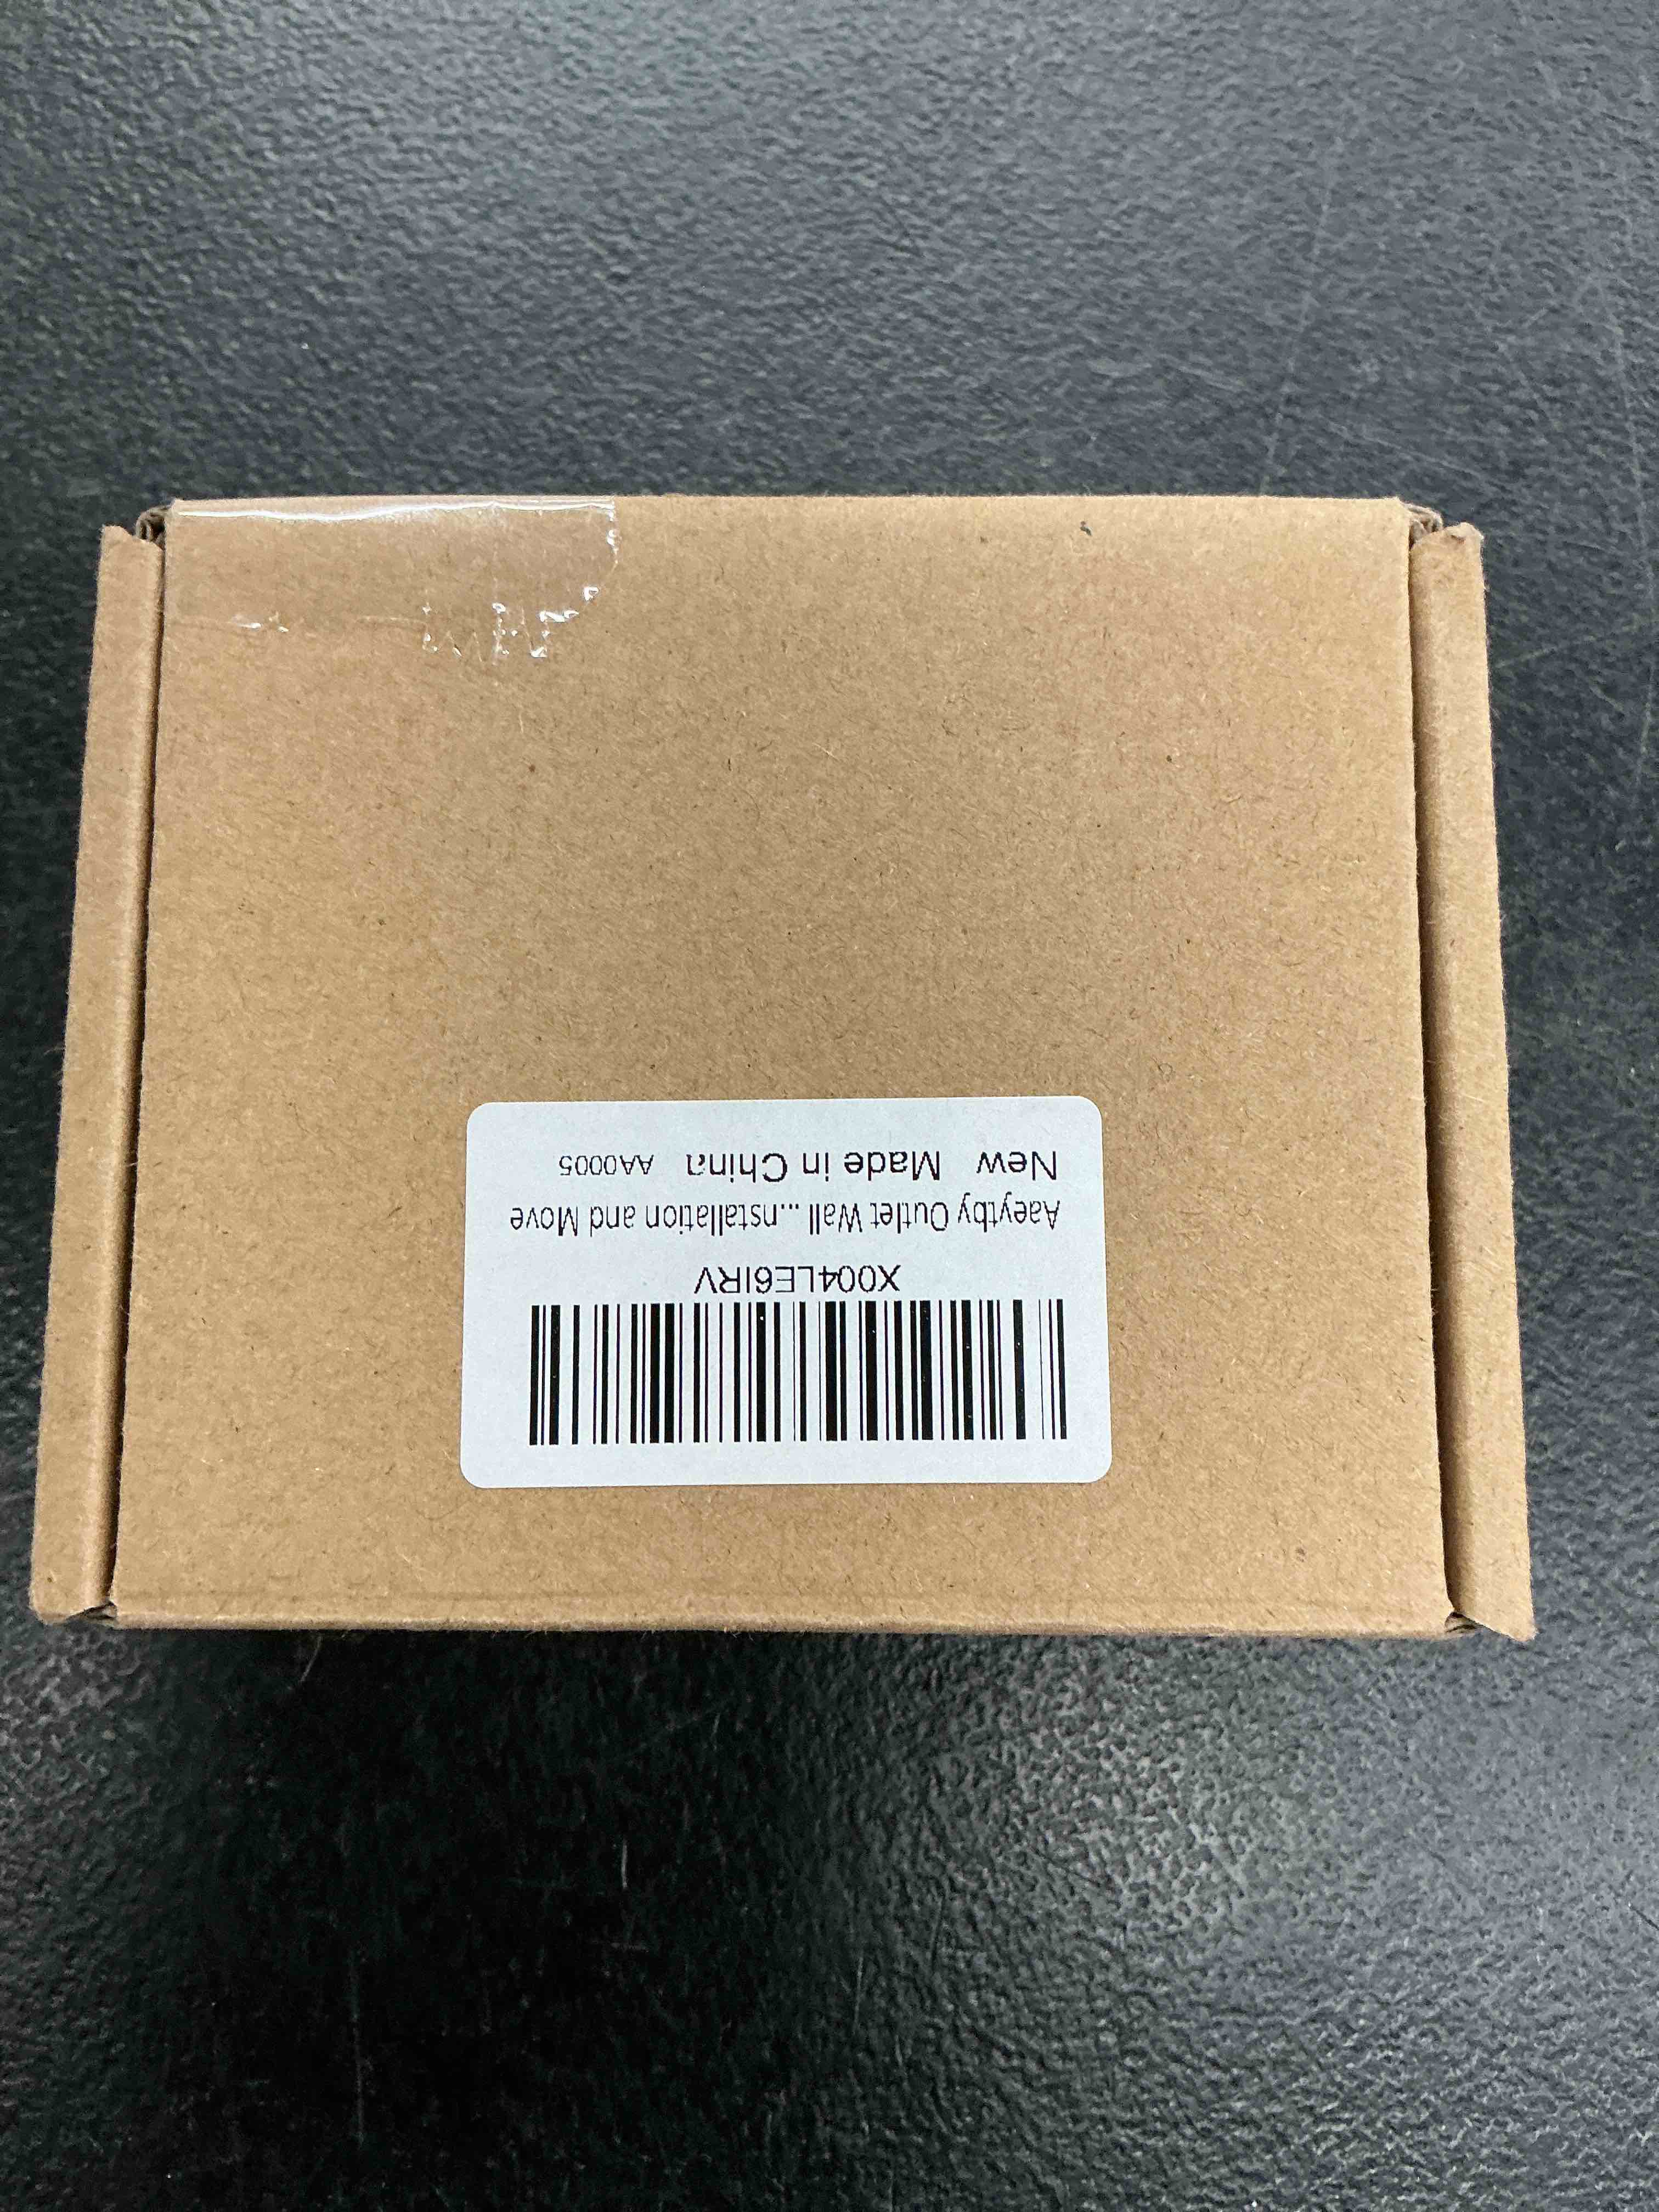 X004LE6IRV
Aaeytby Outlet Wall ...nstallation and Move
New Made in China AA0005